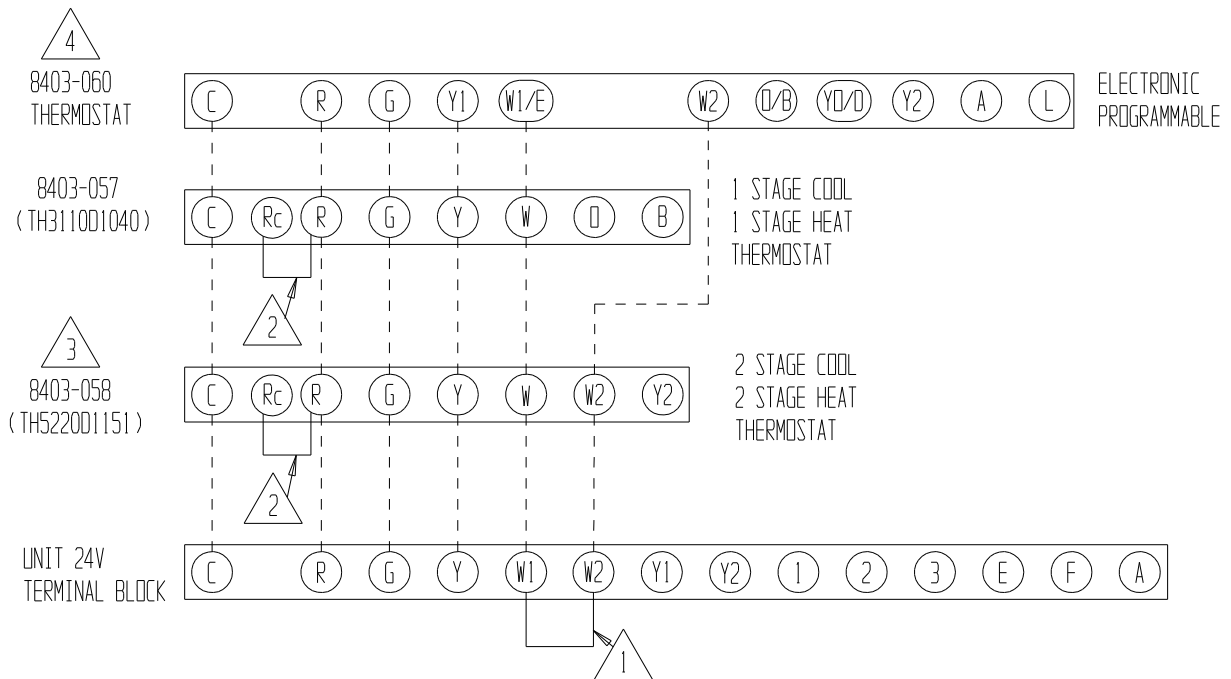 4
8403-060
THERMOSTAT
C R G Y1 W1/E W2 O/B YO/O Y2 A L
ELECTRONIC
PROGRAMMABLE
8403-057
(TH3110D1040)
C Rc R G Y W O B
1 STAGE COOL
1 STAGE HEAT
THERMOSTAT
2
3
8403-058
(TH5220D1151)
C Rc R G Y W W2 Y2
2 STAGE COOL
2 STAGE HEAT
THERMOSTAT
2
UNIT 24V
TERMINAL BLOCK
C R G Y W1 W2 Y1 Y2 1 2 3 E F A
1